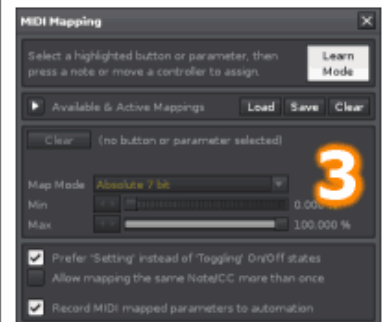 MIDI Mapping
Select a highlighted button or parameter, then
press a note or move a controller to assign.
Learn
Mode
Available & Active Mappings
Load
Save
Clear
Clear
(no button or parameter selected)
Map Mode
Absolute 7 bit
Min
0.000
Max
100.000 %
3
Prefer 'Setting' instead of 'Toggling' On/Off states
Allow mapping the same Note/CC more than once
Record MIDI mapped parameters to automation